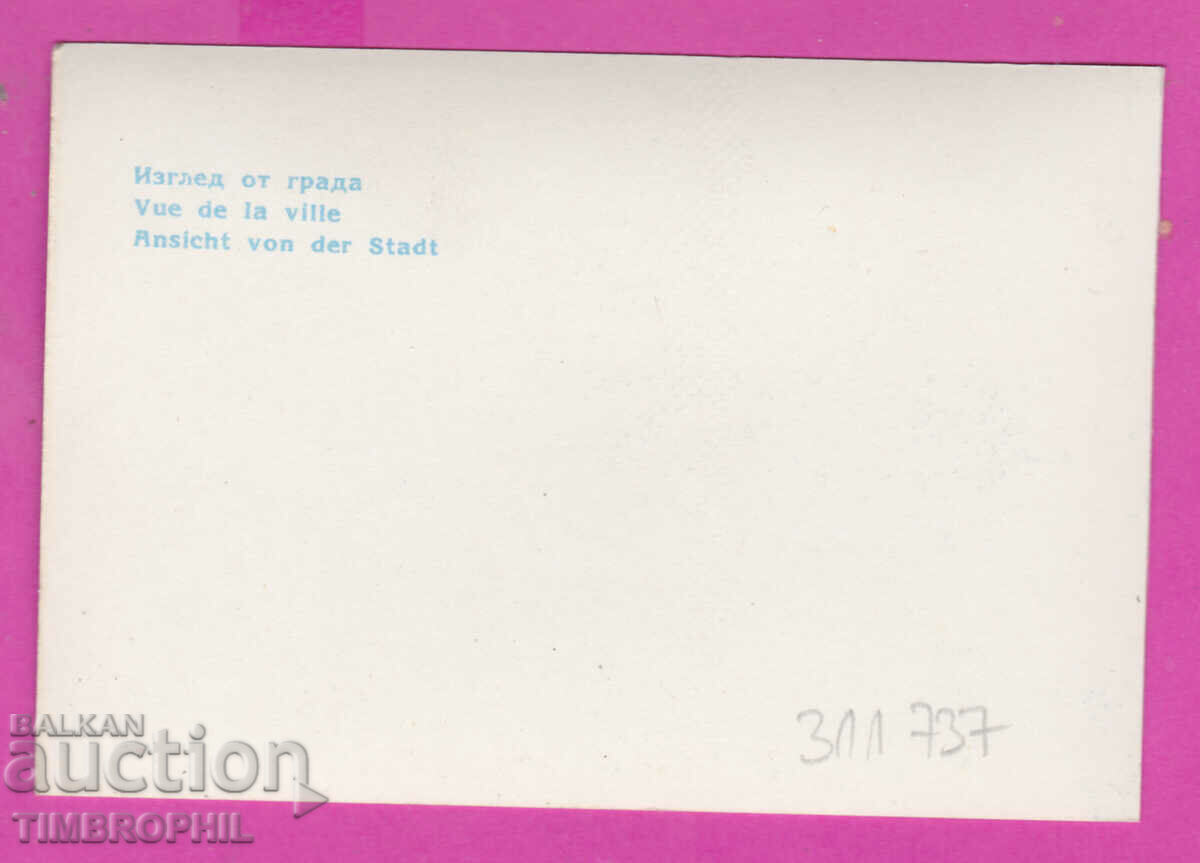 Изглед от града
Vue de la ville
Ansicht von der Stadt
311 737
BALKAN
auction
TIMBROPHIL